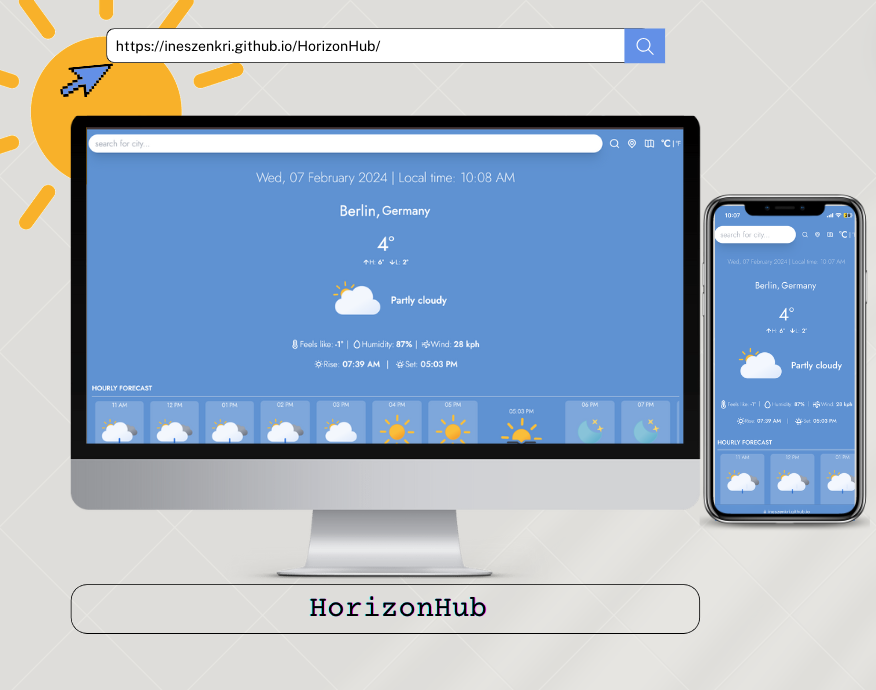 https://ineszenkri.github.io/HorizonHub/
search for city...
°C | °F
Wed, 07 February 2024 | Local time: 10:08 AM
Berlin, Germany
4°
H: 6° L: 2°
Partly cloudy
Feels like: -1° | Humidity: 87% | Wind: 28 kph
Rise: 07:39 AM | Set: 05:03 PM
HOURLY FORECAST
11 AM 12 PM 01 PM 02 PM 03 PM 04 PM 05 PM 05:03 PM 06 PM 07 PM
10:07
search for city...
°C |
Wed, 07 February 2024 | Local time: 10:07 AM
Berlin, Germany
4°
H: 6° L: 2°
Partly cloudy
Feels like: -1° | Humidity: 87% | Wind: 28 kph
Rise: 07:39 AM | Set: 05:03 PM
HOURLY FORECAST
11 AM 12 PM 01 PM
HorizonHub